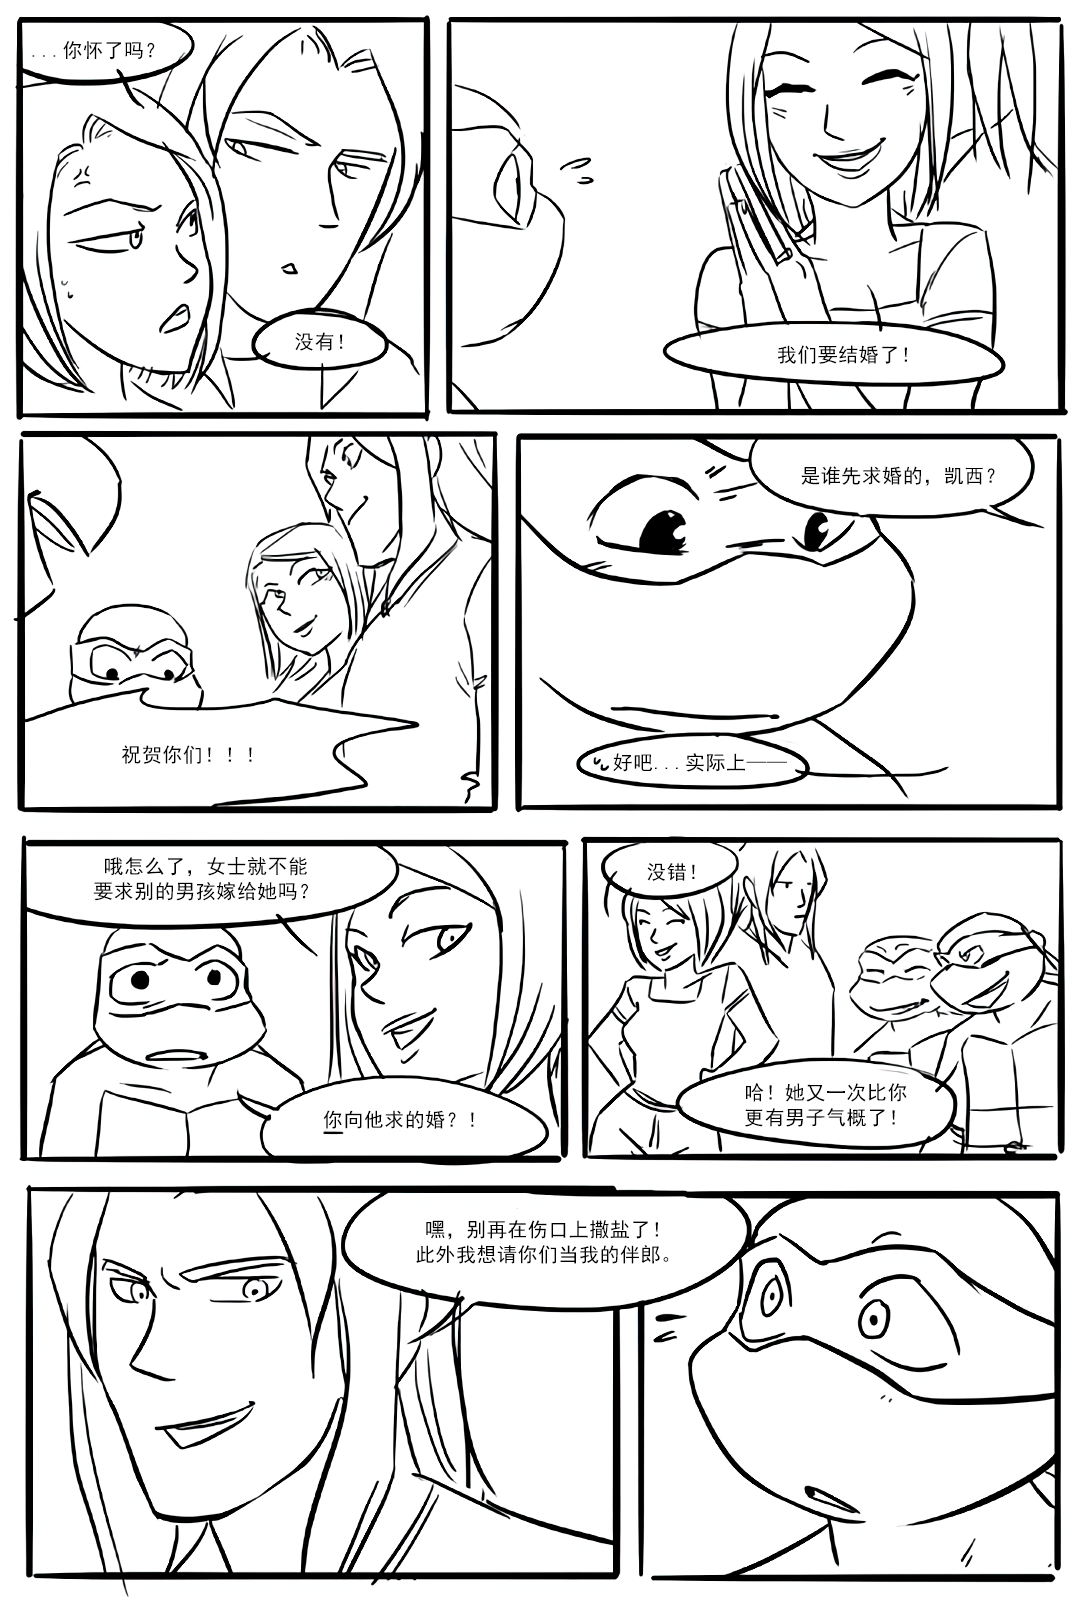 ...你怀了吗？
没有！
我们要结婚了！
祝贺你们！！！
是谁先求婚的，凯西？
好吧...实际上——
哦怎么了，女士就不能
要求别的男孩嫁给她吗？
你向他求的婚？！
没错！
哈！她又一次比你
更有男子气概了！
嘿，别再在伤口上撒盐了！
此外我想请你们当我的伴郎。